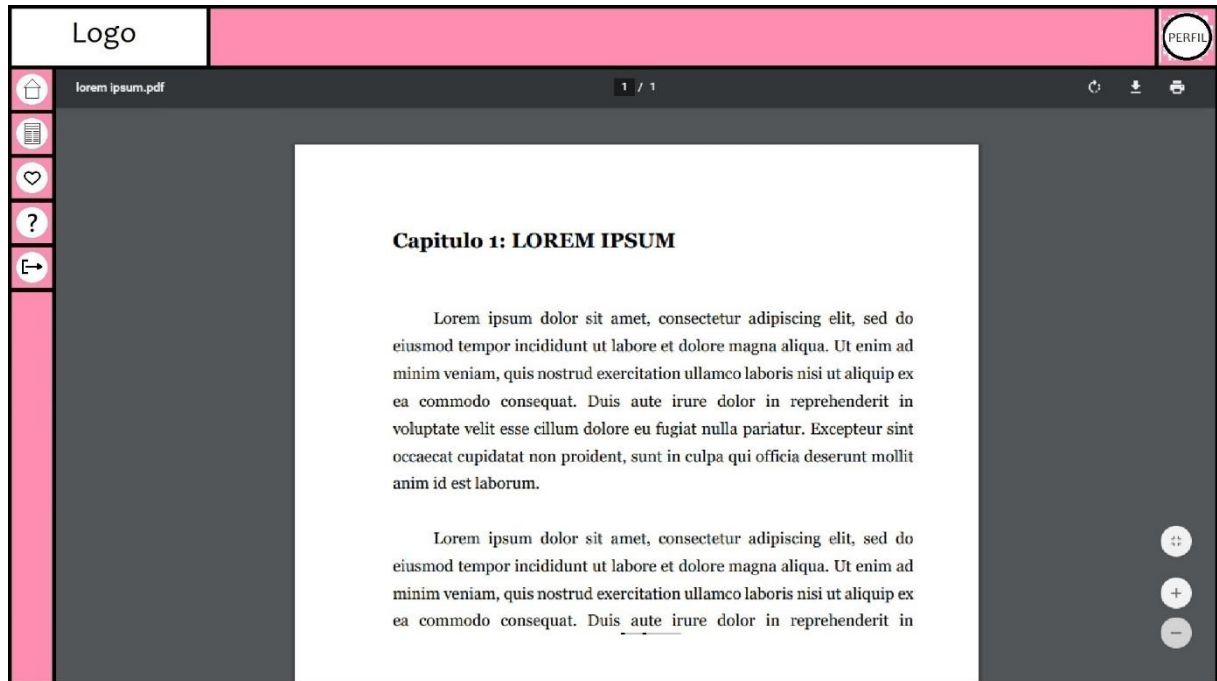 Logo
PERFIL
lorem ipsum.pdf
1 / 1
?
Capitulo 1: LOREM IPSUM
Lorem ipsum dolor sit amet, consectetur adipiscing elit, sed do
eiusmod tempor incididunt ut labore et dolore magna aliqua. Ut enim ad
minim veniam, quis nostrud exercitation ullamco laboris nisi ut aliquip ex
ea commodo consequat. Duis aute irure dolor in reprehenderit in
voluptate velit esse cillum dolore eu fugiat nulla pariatur. Excepteur sint
occaecat cupidatat non proident, sunt in culpa qui officia deserunt mollit
anim id est laborum.
Lorem ipsum dolor sit amet, consectetur adipiscing elit, sed do
eiusmod tempor incididunt ut labore et dolore magna aliqua. Ut enim ad
minim veniam, quis nostrud exercitation ullamco laboris nisi ut aliquip ex
ea commodo consequat. Duis aute irure dolor in reprehenderit in